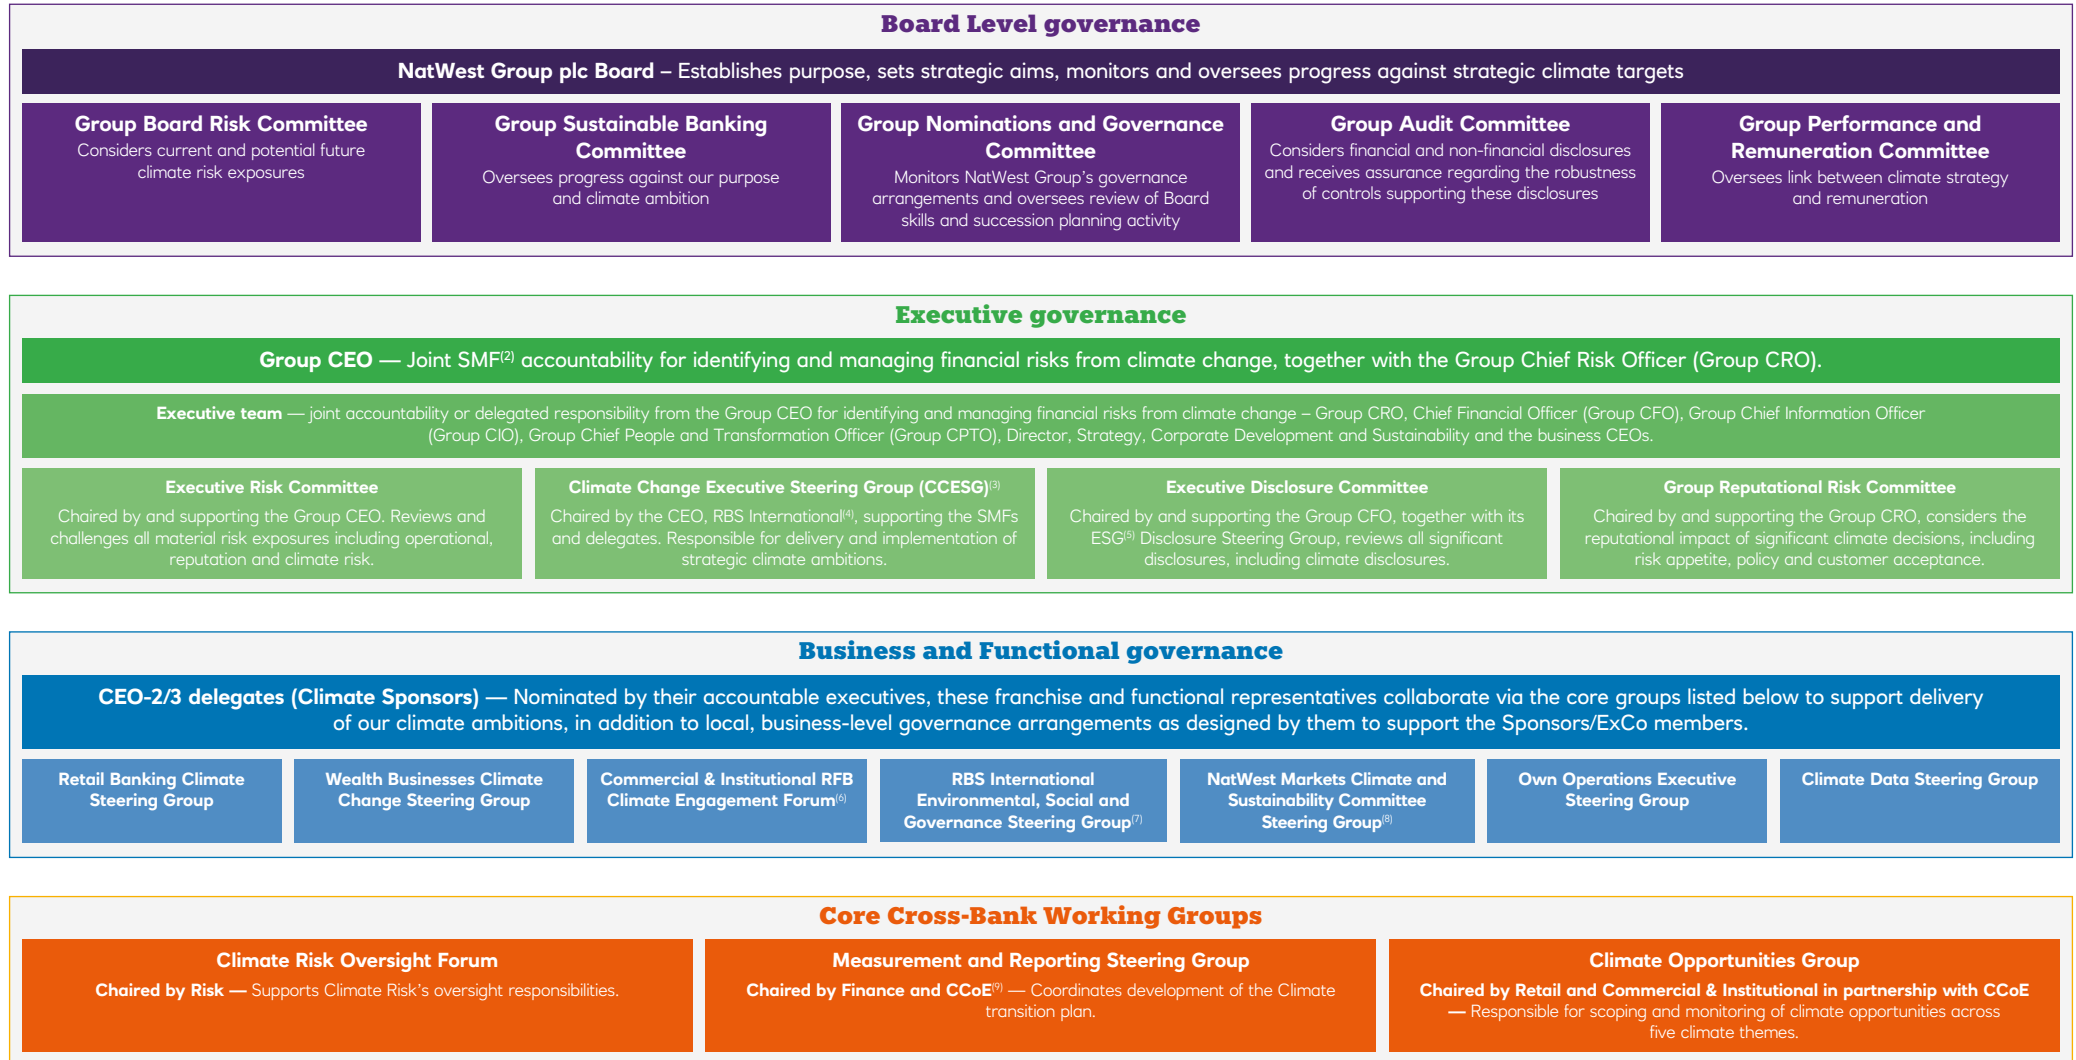 Board Level governance
NatWest Group plc Board – Establishes purpose, sets strategic aims, monitors and oversees progress against strategic climate targets
Group Board Risk Committee
Considers current and potential future
climate risk exposures
Group Sustainable Banking
Committee
Oversees progress against our purpose
and climate ambition
Group Nominations and Governance
Committee
Monitors NatWest Group’s governance
arrangements and oversees review of Board
skills and succession planning activity
Group Audit Committee
Considers financial and non-financial disclosures
and receives assurance regarding the robustness
of controls supporting these disclosures
Group Performance and
Remuneration Committee
Oversees link between climate strategy
and remuneration
Executive governance
Group CEO — Joint SMF(2) accountability for identifying and managing financial risks from climate change, together with the Group Chief Risk Officer (Group CRO).
Executive team — joint accountability or delegated responsibility from the Group CEO for identifying and managing financial risks from climate change – Group CRO, Chief Financial Officer (Group CFO), Group Chief Information Officer
(Group CIO), Group Chief People and Transformation Officer (Group CPTO), Director, Strategy, Corporate Development and Sustainability and the business CEOs.
Executive Risk Committee
Chaired by and supporting the Group CEO. Reviews and
challenges all material risk exposures including operational,
reputation and climate risk.
Climate Change Executive Steering Group (CCESG)(3)
Chaired by the CEO, RBS International(4), supporting the SMFs
and delegates. Responsible for delivery and implementation of
strategic climate ambitions.
Executive Disclosure Committee
Chaired by and supporting the Group CFO, together with its
ESG(5) Disclosure Steering Group, reviews all significant
disclosures, including climate disclosures.
Group Reputational Risk Committee
Chaired by and supporting the Group CRO, considers the
reputational impact of significant climate decisions, including
risk appetite, policy and customer acceptance.
Business and Functional governance
CEO-2/3 delegates (Climate Sponsors) — Nominated by their accountable executives, these franchise and functional representatives collaborate via the core groups listed below to support delivery
of our climate ambitions, in addition to local, business-level governance arrangements as designed by them to support the Sponsors/ExCo members.
Retail Banking Climate
Steering Group
Wealth Businesses Climate
Change Steering Group
Commercial & Institutional RFB
Climate Engagement Forum(6)
RBS International
Environmental, Social and
Governance Steering Group(7)
NatWest Markets Climate and
Sustainability Committee
Steering Group(8)
Own Operations Executive
Steering Group
Climate Data Steering Group
Core Cross-Bank Working Groups
Climate Risk Oversight Forum
Chaired by Risk — Supports Climate Risk’s oversight responsibilities.
Measurement and Reporting Steering Group
Chaired by Finance and CCoE(9) — Coordinates development of the Climate
transition plan.
Climate Opportunities Group
Chaired by Retail and Commercial & Institutional in partnership with CCoE
— Responsible for scoping and monitoring of climate opportunities across
five climate themes.